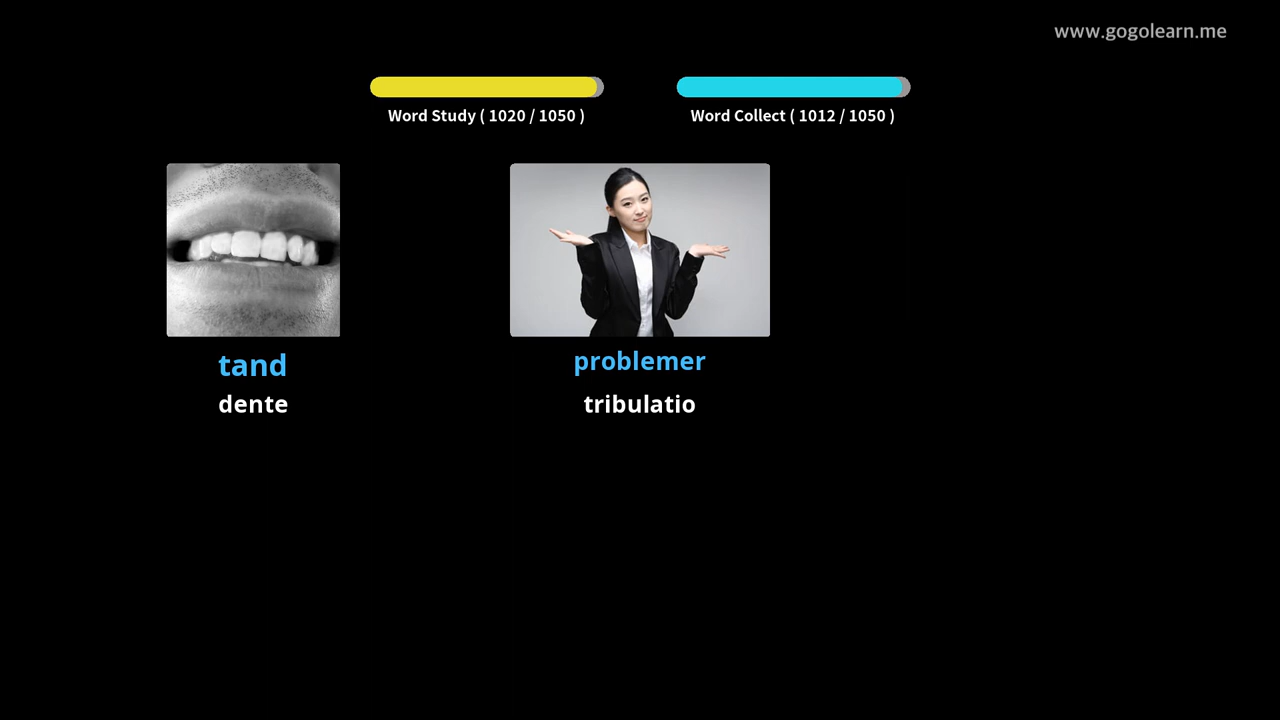 www.gogolearn.me
Word Study ( 1020 / 1050 )
Word Collect ( 1012 / 1050 )
tand
dente
problemer
tribulatio